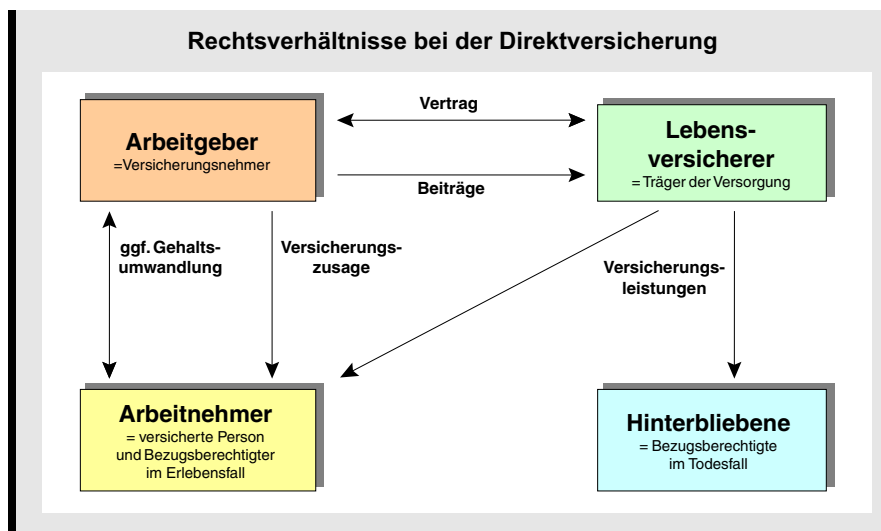 Rechtsverhältnisse bei der Direktversicherung
Arbeitgeber
=Versicherungsnehmer
Vertrag
Beiträge
Lebens-
versicherer
= Träger der Versorgung
ggf. Gehalts-
umwandlung
Versicherungs-
zusage
Versicherungs-
leistungen
Arbeitnehmer
= versicherte Person
und Bezugsberechtigter
im Erlebensfall
Hinterbliebene
= Bezugsberechtigte
im Todesfall